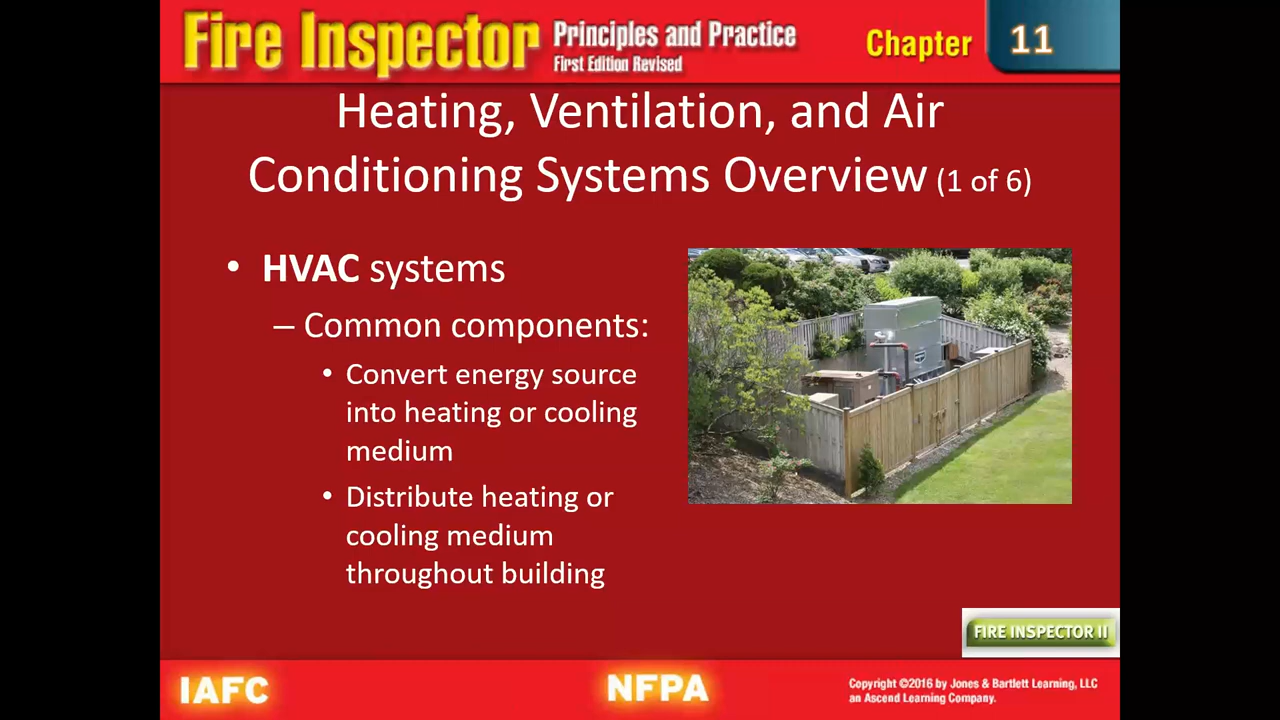 Fire Inspector Principles and Practice
First Edition Revised
Chapter 11
Heating, Ventilation, and Air
Conditioning Systems Overview (1 of 6)
• HVAC systems
– Common components:
• Convert energy source
into heating or cooling
medium
• Distribute heating or
cooling medium
throughout building
FIRE INSPECTOR II
IAFC
NFPA
Copyright ©2016 by Jones & Bartlett Learning, LLC
an Ascend Learning Company.